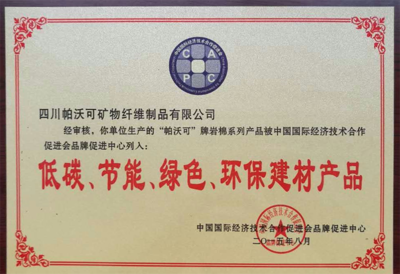 C A
P C
四川帕沃可矿物纤维制品有限公司
经审核，你单位生产的“帕沃可”牌岩棉系列产品被中国国际经济技术合作
促进会品牌促进中心列入：
低碳、节能、绿色、环保建材产品
中国国际经济技术合作促进会品牌促进中心
二〇一五年八月